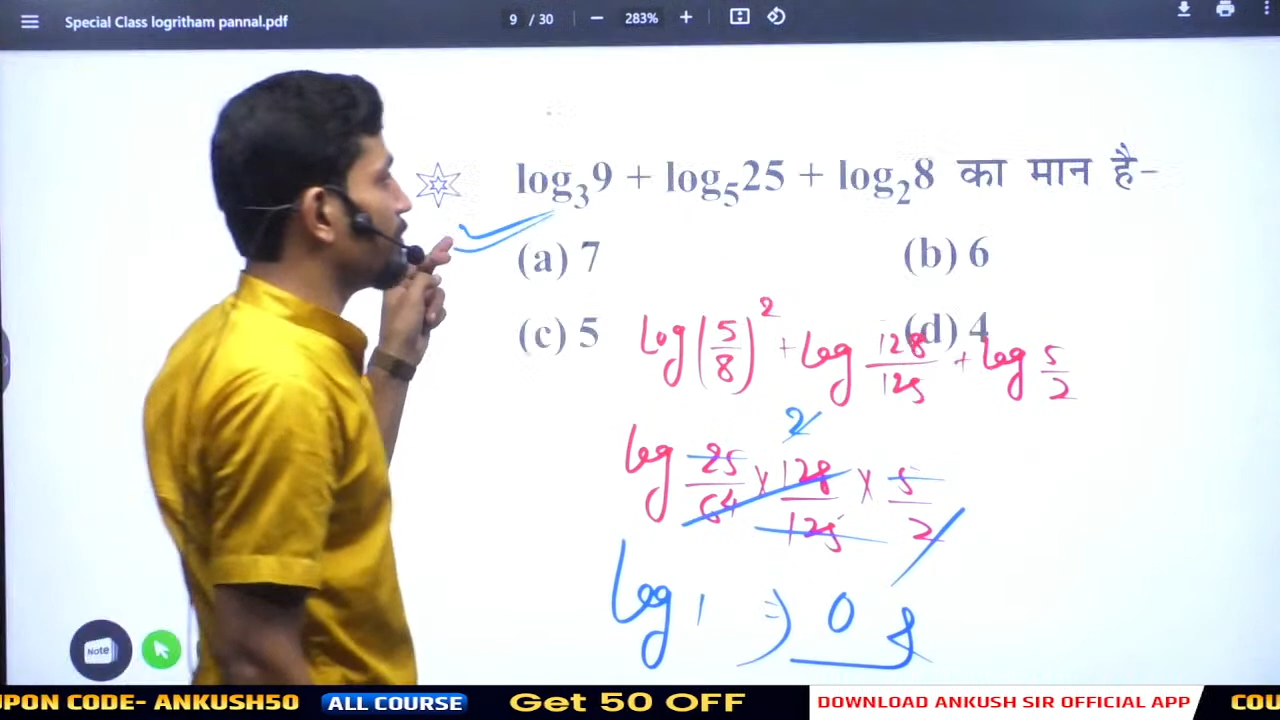 Special Class logritham pannal.pdf
9 / 30
283%
log₃9 + log₅25 + log₂8 का मान है-
(a) 7
(b) 6
(c) 5
(d) 4
log(5/8)² + log 128/125 + log 5/2
2
log 25/64 × 128/125 × 5/2
log 1 ⇒ 0
Note
UPON CODE- ANKUSH50 ALL COURSE Get 50 OFF DOWNLOAD ANKUSH SIR OFFICIAL APP COU